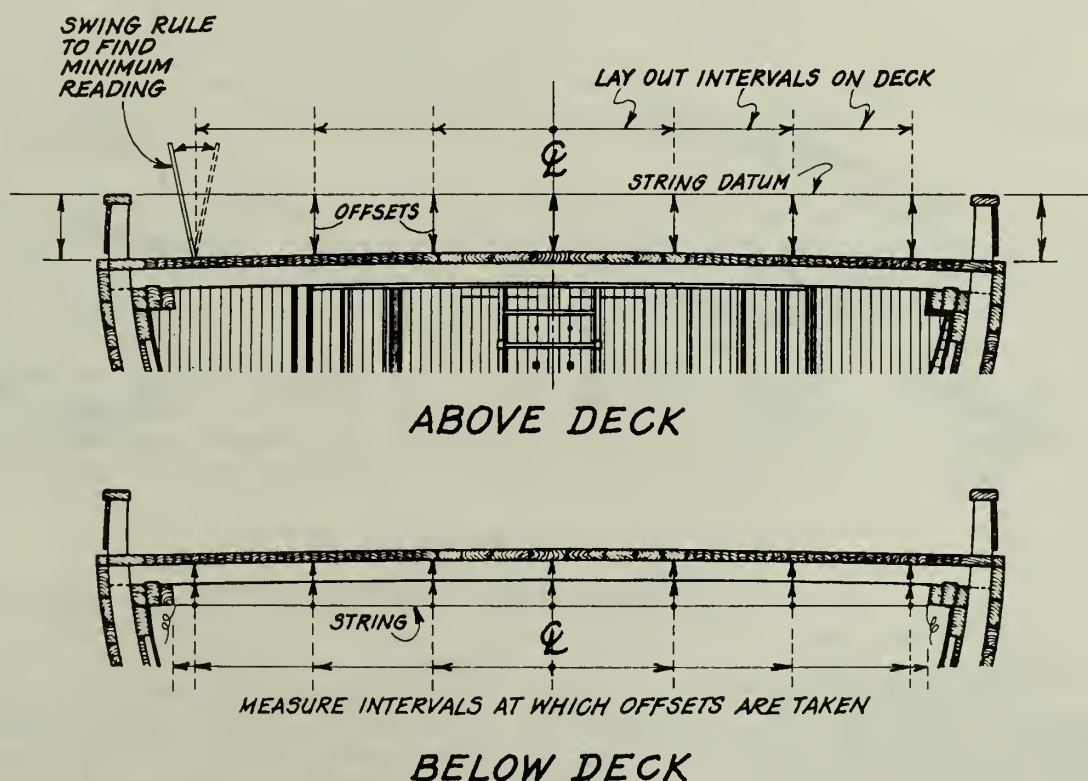 SWING RULE
TO FIND
MINIMUM
READING
LAY OUT INTERVALS ON DECK
℄
STRING DATUM
OFFSETS
ABOVE DECK
STRING
℄
MEASURE INTERVALS AT WHICH OFFSETS ARE TAKEN
BELOW DECK